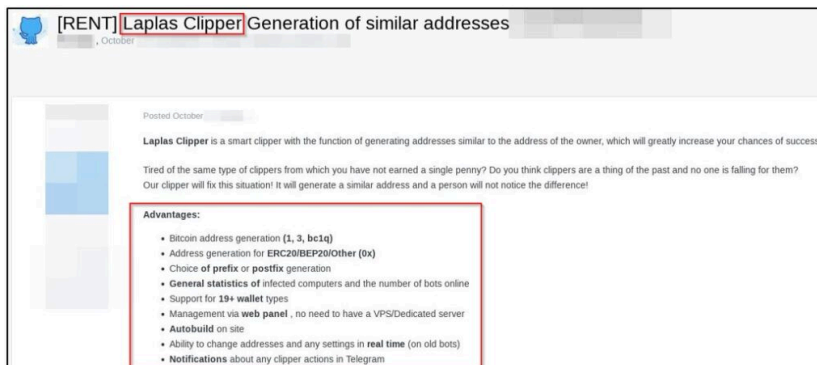 [RENT] Laplas Clipper Generation of similar addresses
, October
Posted October
Laplas Clipper is a smart clipper with the function of generating addresses similar to the address of the owner, which will greatly increase your chances of success
Tired of the same type of clippers from which you have not earned a single penny? Do you think clippers are a thing of the past and no one is falling for them?
Our clipper will fix this situation! It will generate a similar address and a person will not notice the difference!
Advantages:
• Bitcoin address generation (1, 3, bc1q)
• Address generation for ERC20/BEP20/Other (0x)
• Choice of prefix or postfix generation
• General statistics of infected computers and the number of bots online
• Support for 19+ wallet types
• Management via web panel , no need to have a VPS/Dedicated server
• Autobuild on site
• Ability to change addresses and any settings in real time (on old bots)
• Notifications about any clipper actions in Telegram